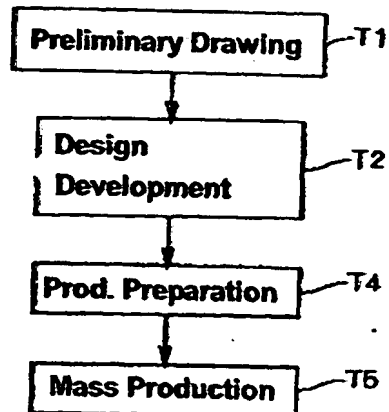 Preliminary Drawing T1
Design
Development T2
Prod. Preparation T4
Mass Production T5